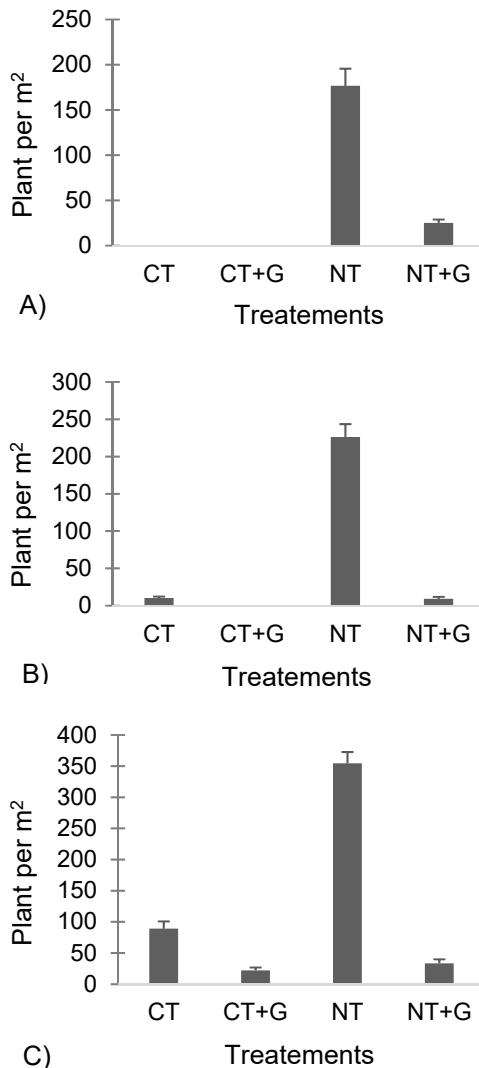 Plant per m²
250
200
150
100
50
0
CT CT+G NT NT+G
A)
Treatements
Plant per m²
300
250
200
150
100
50
0
CT CT+G NT NT+G
B)
Treatements
Plant per m²
400
350
300
250
200
150
100
50
0
CT CT+G NT NT+G
C)
Treatements